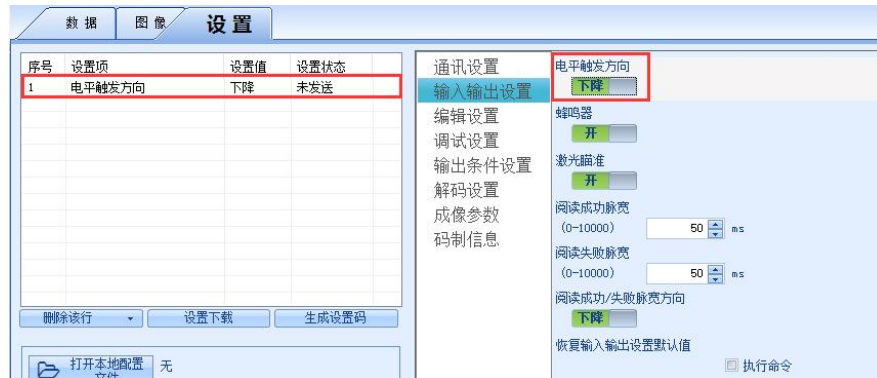 数据 图像 设置
序号 设置项 设置值 设置状态
1 电平触发方向 下降 未发送
删除该行 设置下载 生成设置码
打开本地配置文件 无
通讯设置
输入输出设置
编辑设置
调试设置
输出条件设置
解码设置
成像参数
码制信息
电平触发方向
下降
蜂鸣器
开
激光瞄准
开
阅读成功脉宽
(0-10000) 50 ms
阅读失败脉宽
(0-10000) 50 ms
阅读成功/失败脉宽方向
下降
恢复输入输出设置默认值
执行命令